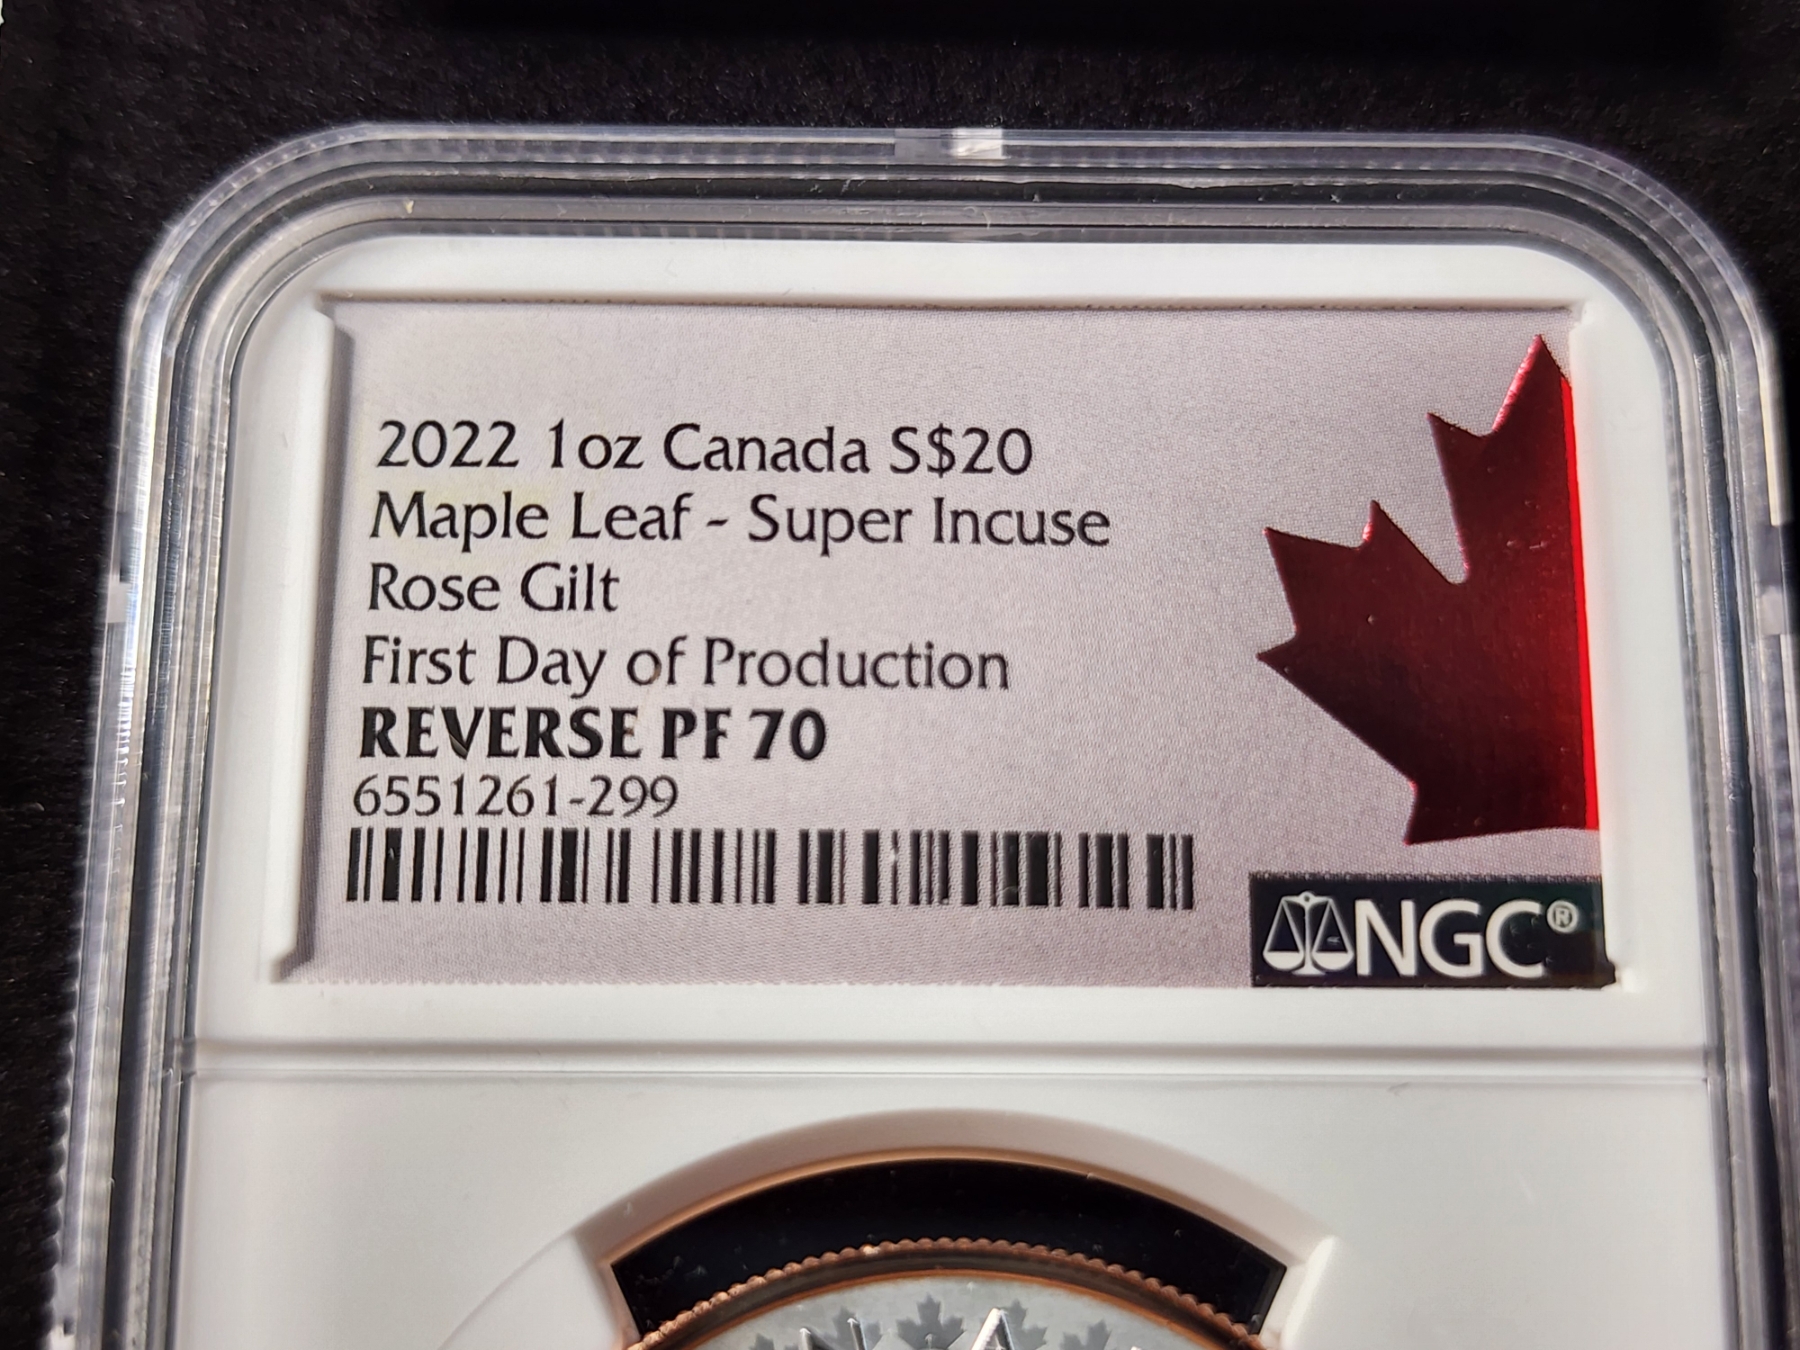 2022 1oz Canada S$20
Maple Leaf - Super Incuse
Rose Gilt
First Day of Production
REVERSE PF 70
6551261-299
NGC®